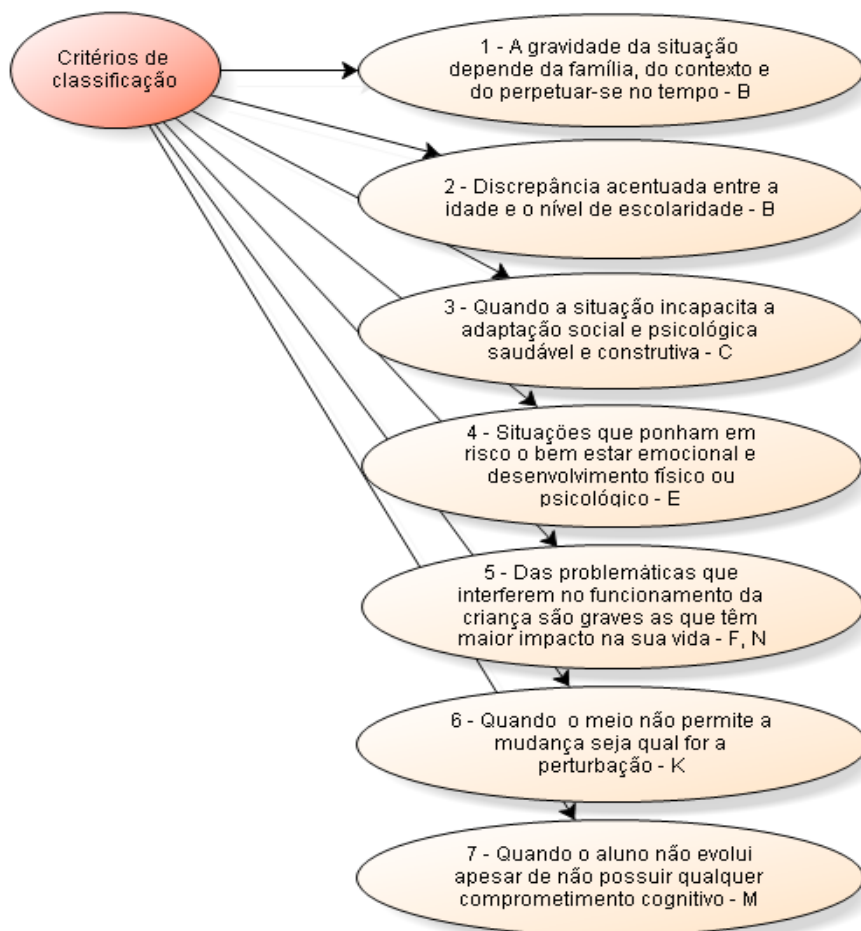 Critérios de
classificação
1 - A gravidade da situação
depende da família, do contexto e
do perpetuar-se no tempo - B
2 - Discrepância acentuada entre a
idade e o nível de escolaridade - B
3 - Quando a situação incapacita a
adaptação social e psicológica
saudável e construtiva - C
4 - Situações que ponham em
risco o bem estar emocional e
desenvolvimento físico ou
psicológico - E
5 - Das problemáticas que
interferem no funcionamento da
criança são graves as que têm
maior impacto na sua vida - F, N
6 - Quando o meio não permite a
mudança seja qual for a
perturbação - K
7 - Quando o aluno não evolui
apesar de não possuir qualquer
comprometimento cognitivo - M